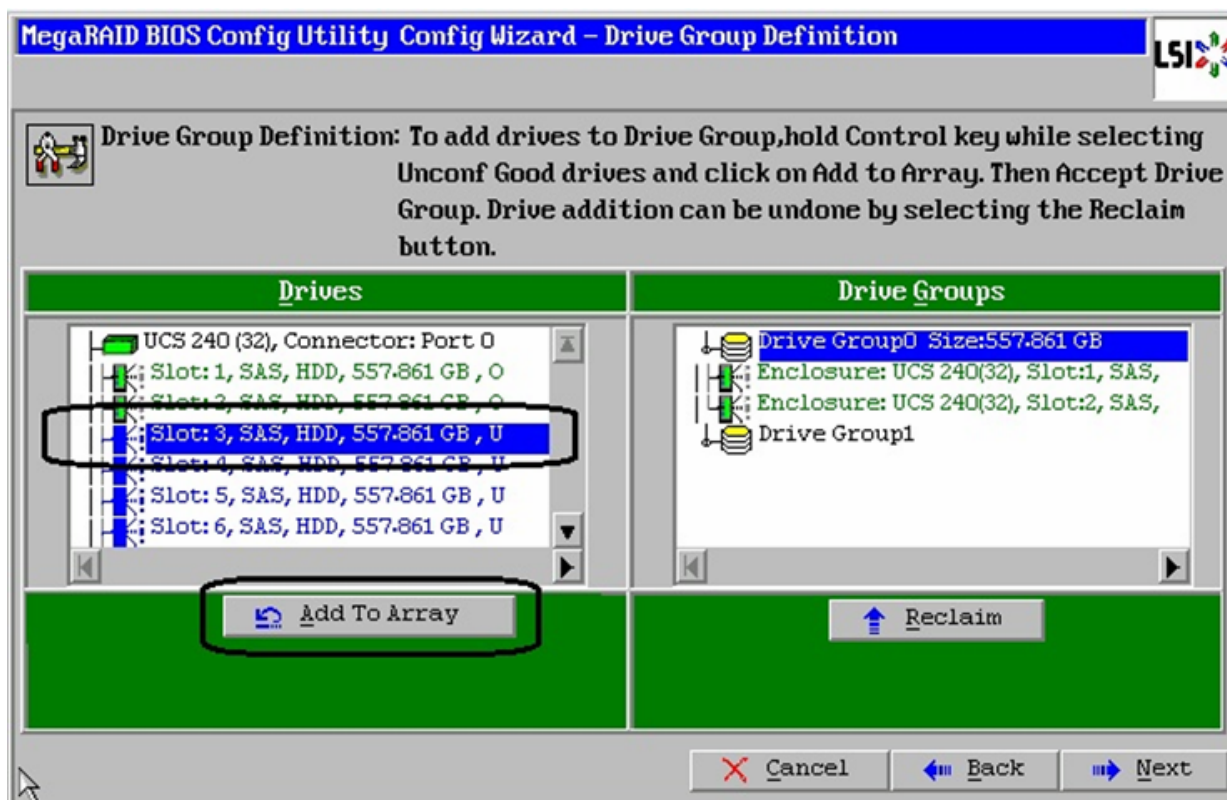 MegaRAID BIOS Config Utility Config Wizard - Drive Group Definition
LSI
Drive Group Definition: To add drives to Drive Group,hold Control key while selecting
Unconf Good drives and click on Add to Array. Then Accept Drive
Group. Drive addition can be undone by selecting the Reclaim
button.
Drives
UCS 240 (32), Connector: Port 0
Slot: 1, SAS, HDD, 557.861 GB , O
Slot: 2, SAS, HDD, 557.861 GB , O
Slot: 3, SAS, HDD, 557.861 GB , U
Slot: 4, SAS, HDD, 557.861 GB , U
Slot: 5, SAS, HDD, 557.861 GB , U
Slot: 6, SAS, HDD, 557.861 GB , U
Add To Array
Drive Groups
Drive Group0 Size:557.861 GB
Enclosure: UCS 240(32), Slot:1, SAS,
Enclosure: UCS 240(32), Slot:2, SAS,
Drive Group1
Reclaim
Cancel
Back
Next